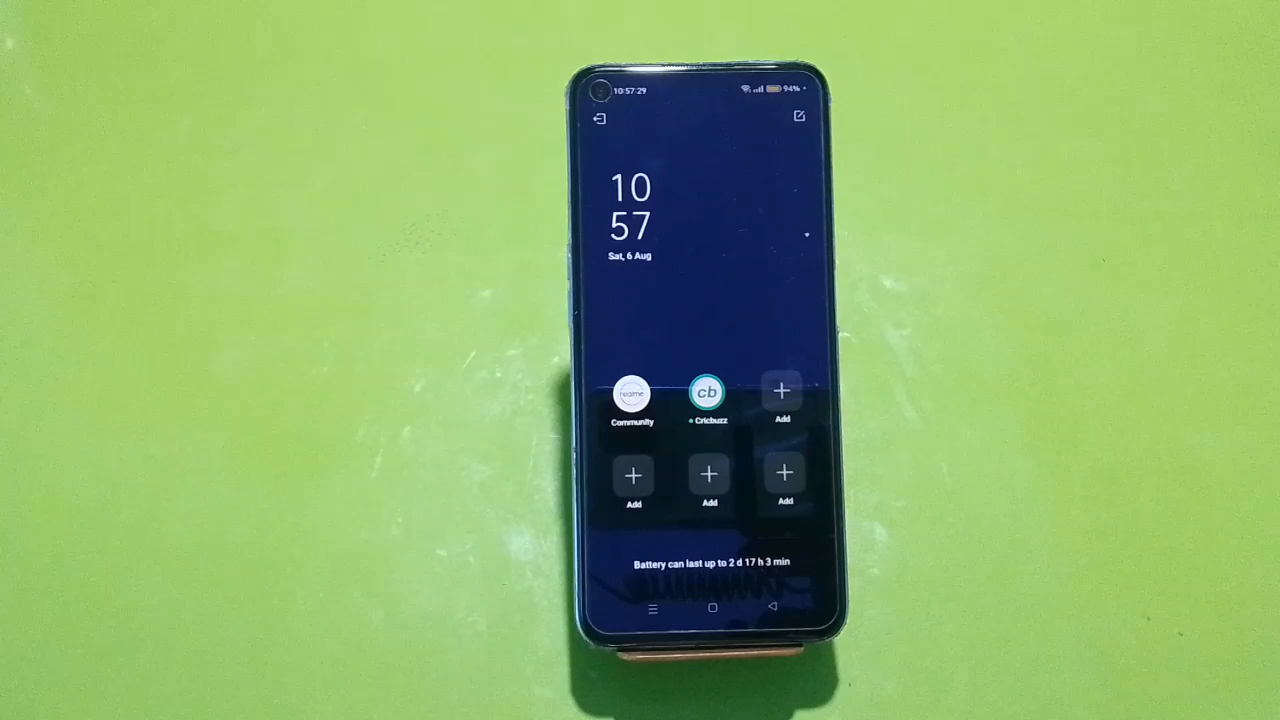 10:57:29 94%
10
57
Sat, 6 Aug
realme cb
Community Cricbuzz Add
Add Add Add
Battery can last up to 2 d 17 h 3 min